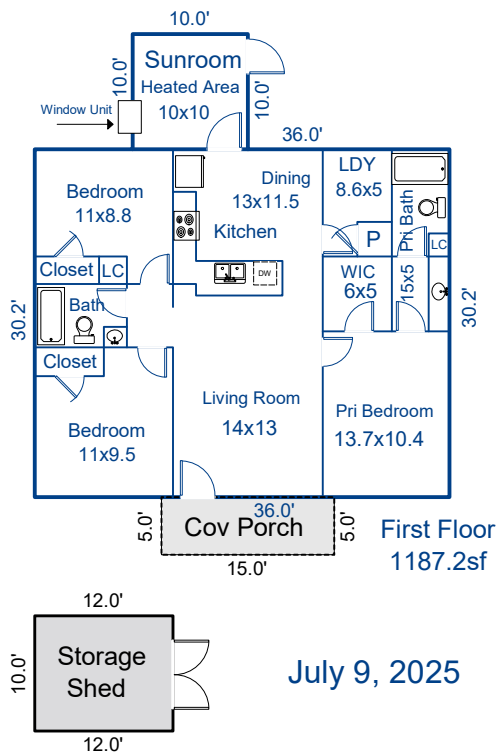 10.0'
Sunroom
Heated Area
10x10
10.0'
10.0'
Window Unit
36.0'
Bedroom
11x8.8
Dining
13x11.5
Kitchen
LDY
8.6x5
Pri Bath
15x5
P
LC
WIC
6x5
Closet
LC
DW
Bath
Closet
30.2'
30.2'
Living Room
14x13
Pri Bedroom
13.7x10.4
Bedroom
11x9.5
36.0'
Cov Porch
5.0'
5.0'
15.0'
First Floor
1187.2sf
12.0'
10.0'
Storage
Shed
12.0'
July 9, 2025